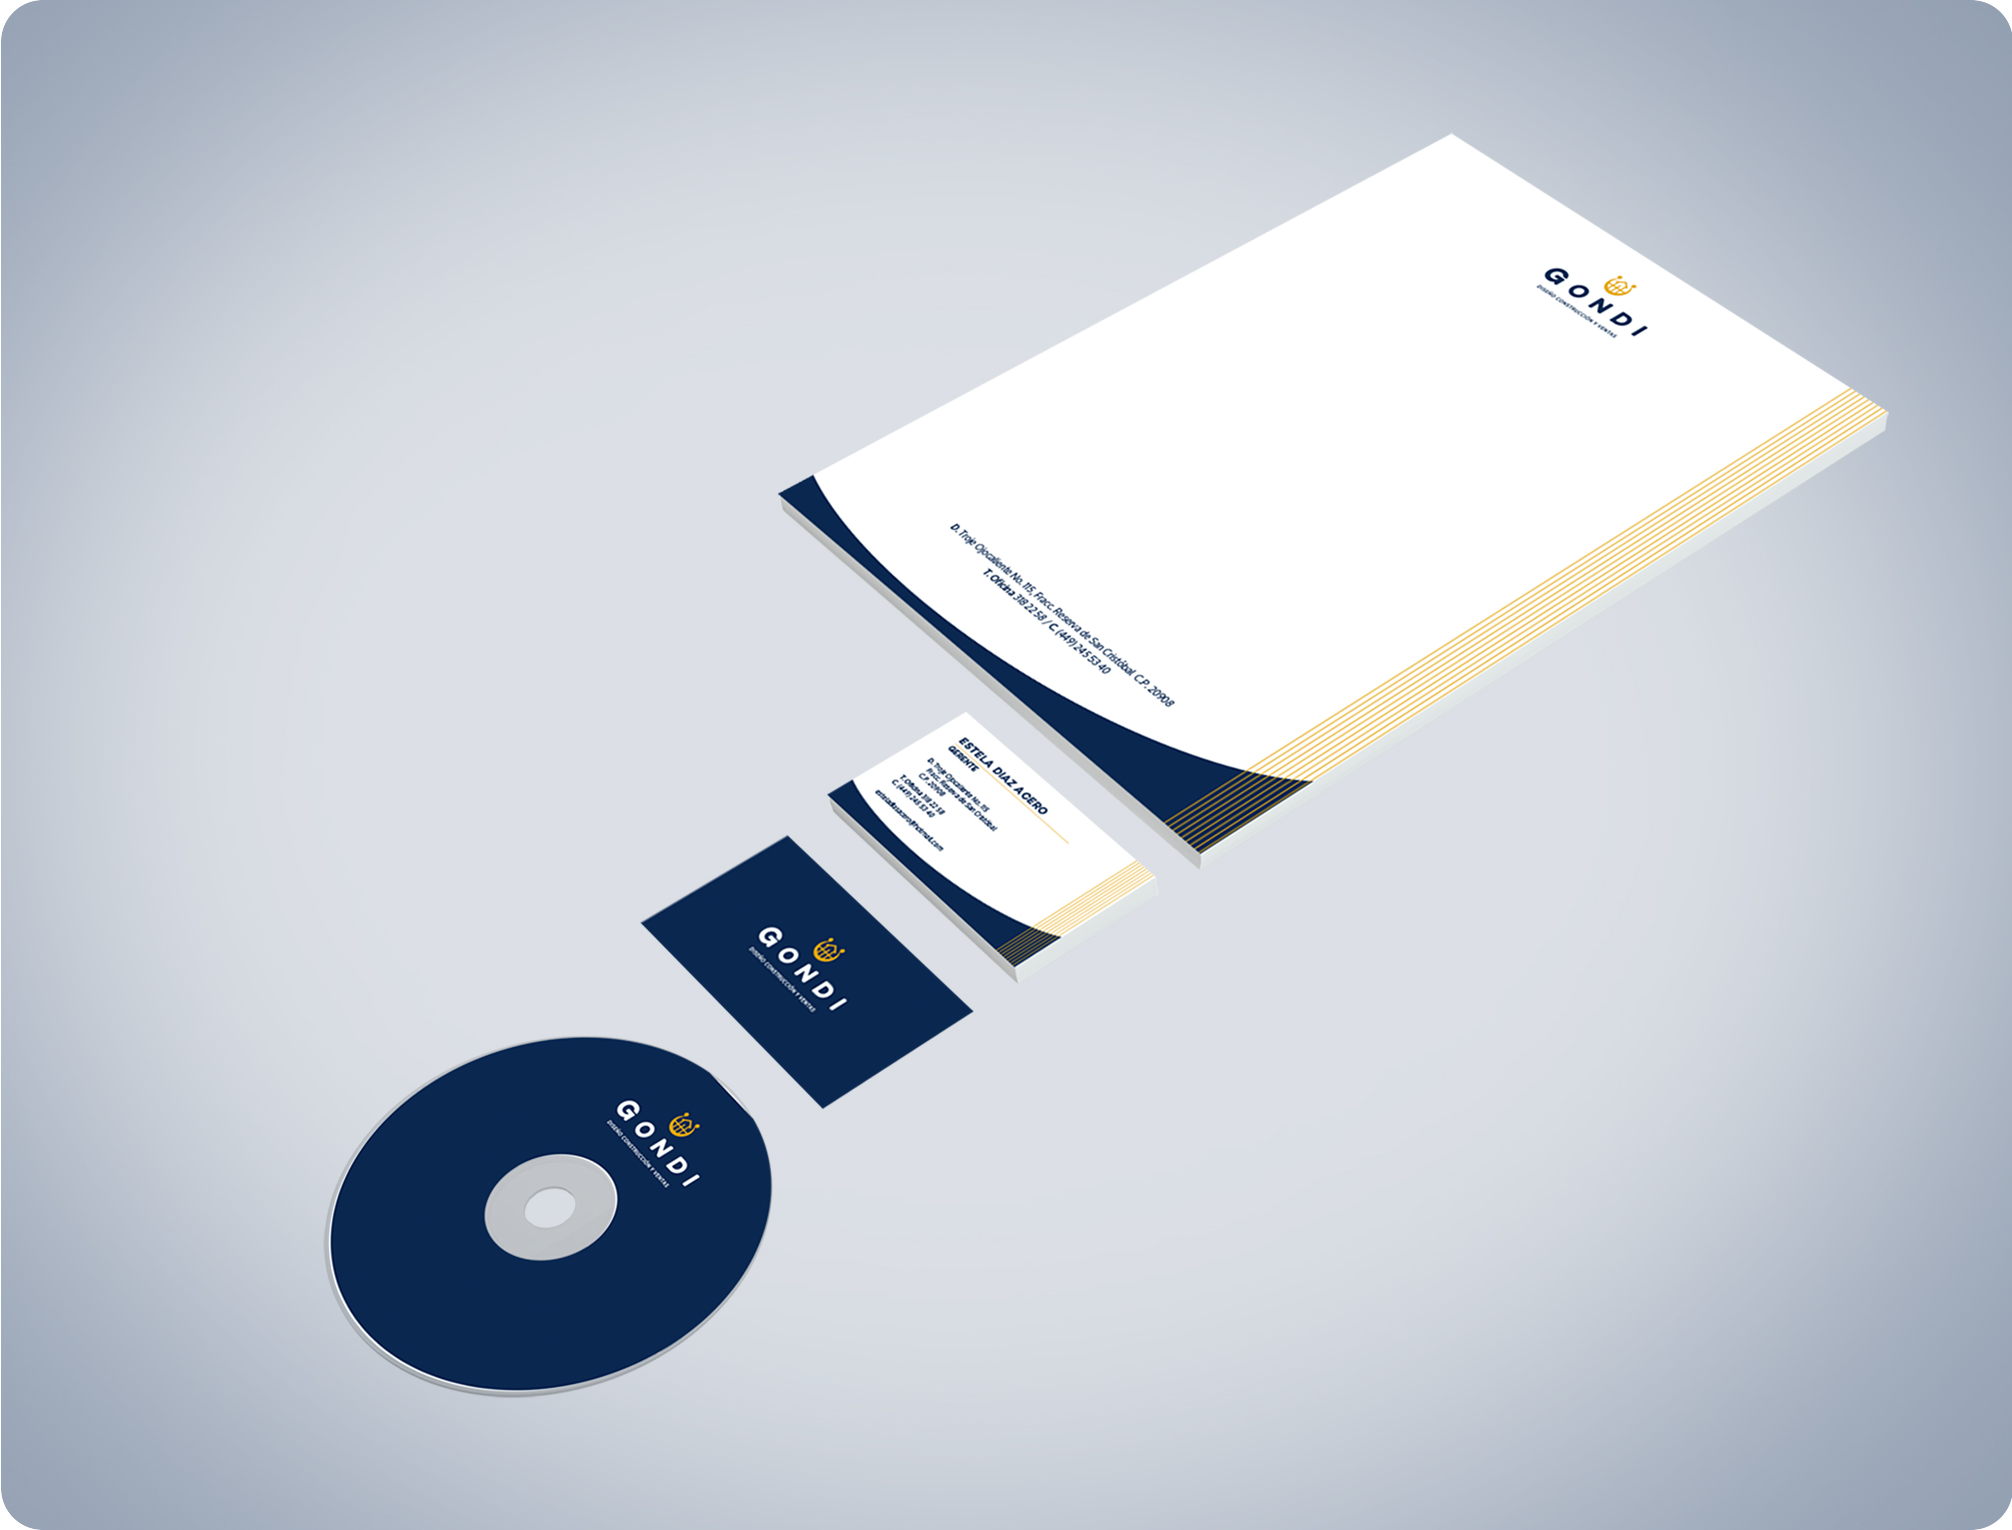 GONDI
DISEÑO CONSTRUCCIÓN Y VENTAS
D. Troje Ojocaliente No. 115, Fracc. Reserva de San Cristóbal C.P. 20908
T. Oficina 318 22 58 / C. (449) 245 53 40
ESTELA DIAZ ACERO
GERENTE
D. Troje Ojocaliente No. 115
Fracc. Reserva de San Cristóbal
C.P. 20908
T. Oficina 318 22 58
C. (449) 245 53 40
GONDI
DISEÑO CONSTRUCCIÓN Y VENTAS
GONDI
DISEÑO CONSTRUCCIÓN Y VENTAS